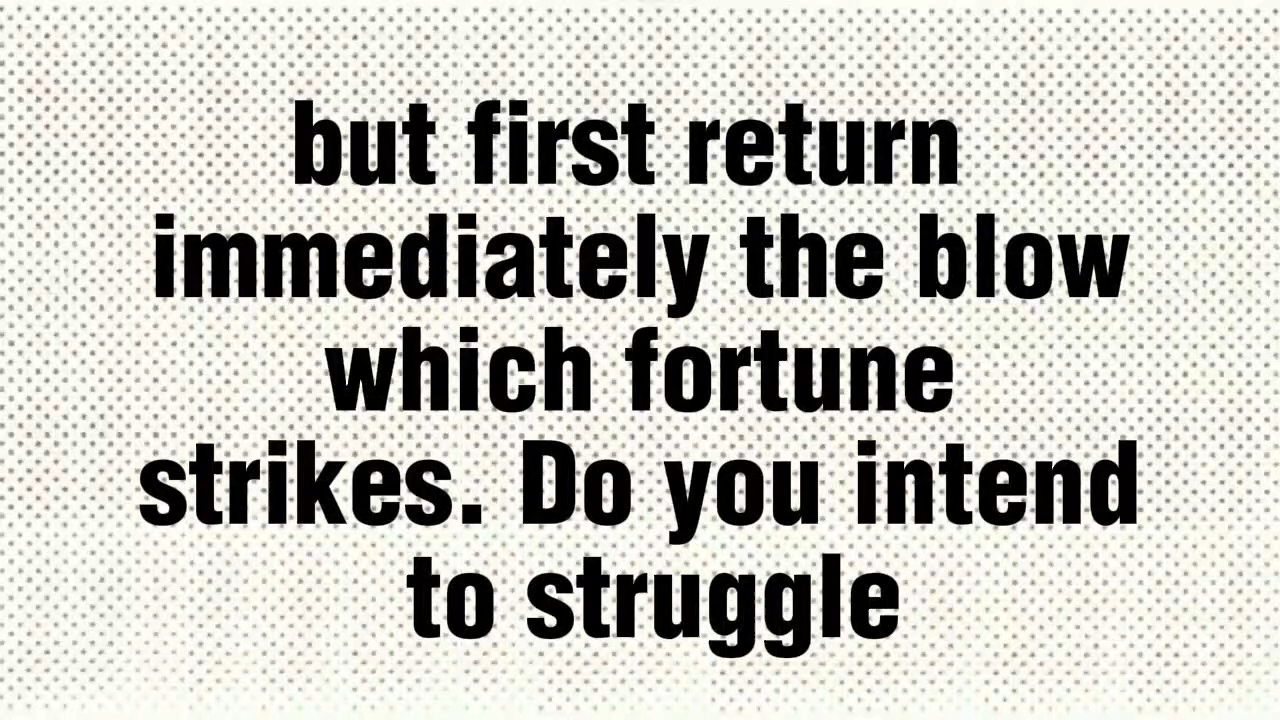 but first return
immediately the blow
which fortune
strikes. Do you intend
to struggle